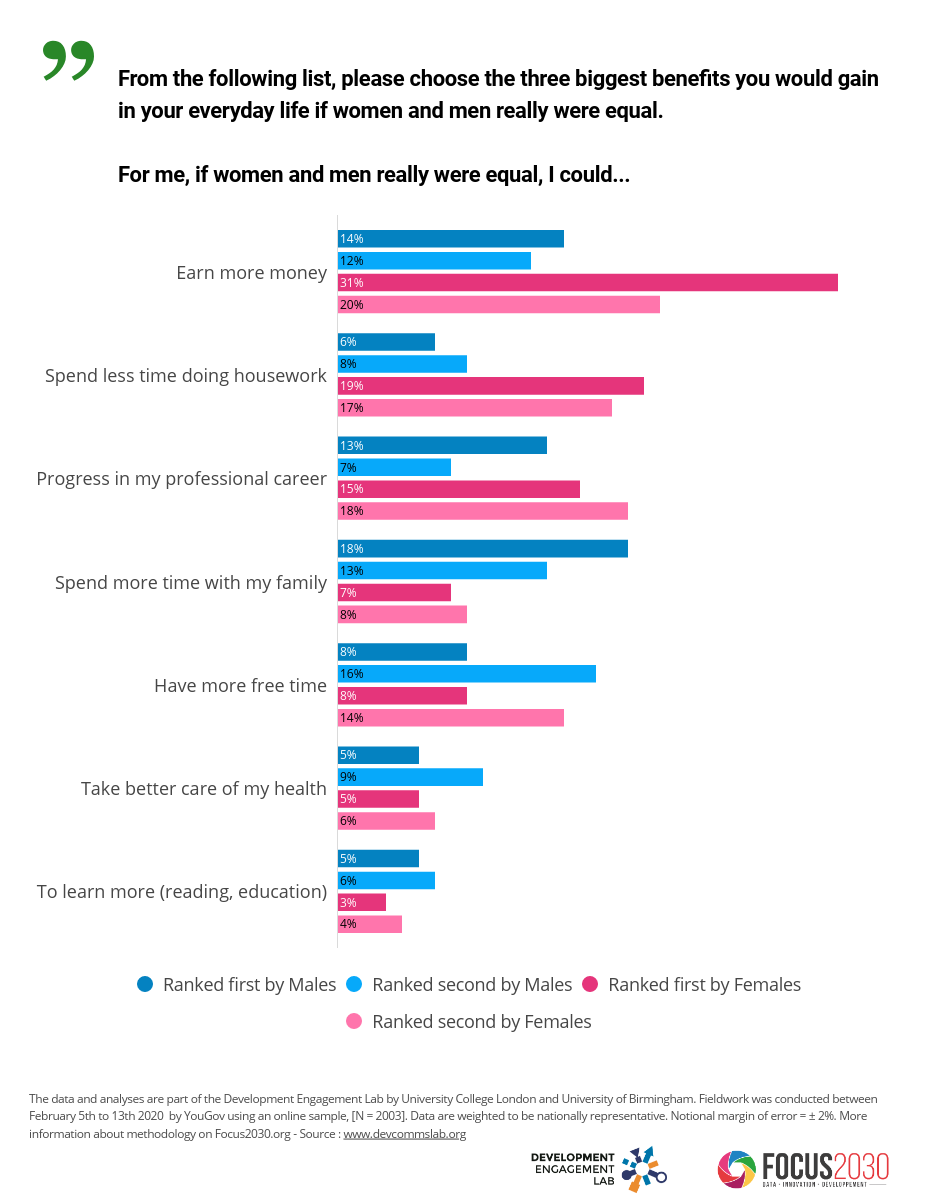 From the following list, please choose the three biggest benefits you would gain
in your everyday life if women and men really were equal.
For me, if women and men really were equal, I could...
Earn more money
14%
12%
31%
20%
Spend less time doing housework
6%
8%
19%
17%
Progress in my professional career
13%
7%
15%
18%
Spend more time with my family
18%
13%
7%
8%
Have more free time
8%
16%
8%
14%
Take better care of my health
5%
9%
5%
6%
To learn more (reading, education)
5%
6%
3%
4%
Ranked first by Males
Ranked second by Males
Ranked first by Females
Ranked second by Females
The data and analyses are part of the Development Engagement Lab by University College London and University of Birmingham. Fieldwork was conducted between
February 5th to 13th 2020 by YouGov using an online sample, [N = 2003]. Data are weighted to be nationally representative. Notional margin of error = ± 2%. More
information about methodology on Focus2030.org - Source : www.devcommslab.org
DEVELOPMENT
ENGAGEMENT
LAB
FOCUS2030
DATA · INNOVATION · DEVELOPPEMENT